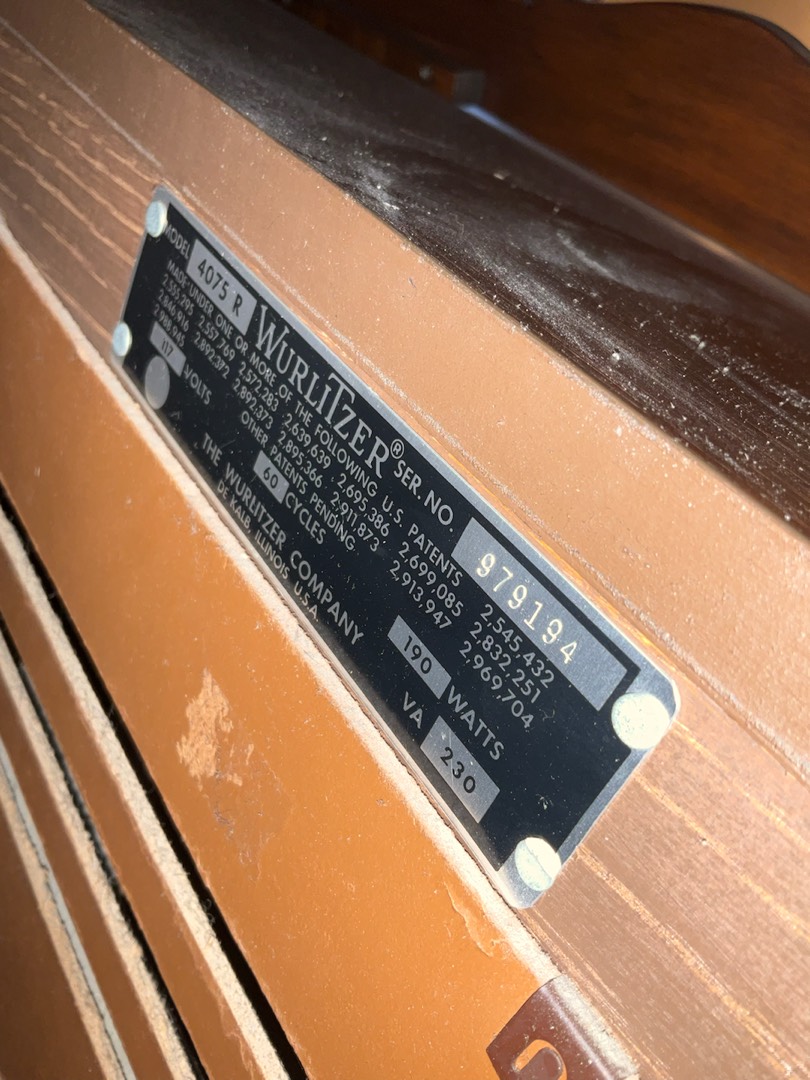 MODEL 4075 R WURLITZER® SER. NO. 979194
MADE UNDER ONE OR MORE OF THE FOLLOWING U.S. PATENTS 2,545,432
2,555,295 2,557,769 2,572,283 2,639,639 2,695,386 2,699,085 2,832,251
2,846,916 2,892,372 2,892,373 2,895,366 2,911,873 2,913,947 2,969,704
2,988,945 OTHER PATENTS PENDING
117 VOLTS 60 CYCLES 190 WATTS
THE WURLITZER COMPANY VA 230
DE KALB, ILLINOIS U.S.A.